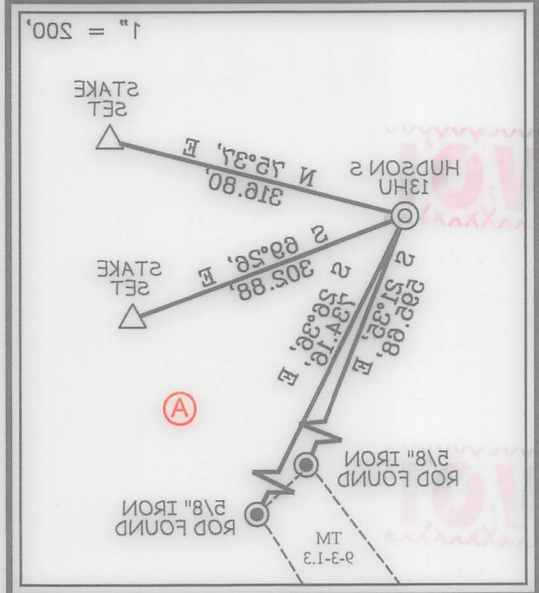 1" = 200'
STAKE
SET
N 75°37' E
316.80'
HUDSON S
13HU
S 69°26' E
302.88'
STAKE
SET
S 26°36' E
734.16'
S 21°35' E
595.68'
A
5/8" IRON
ROD FOUND
5/8" IRON
ROD FOUND
TM
9-3-1.3